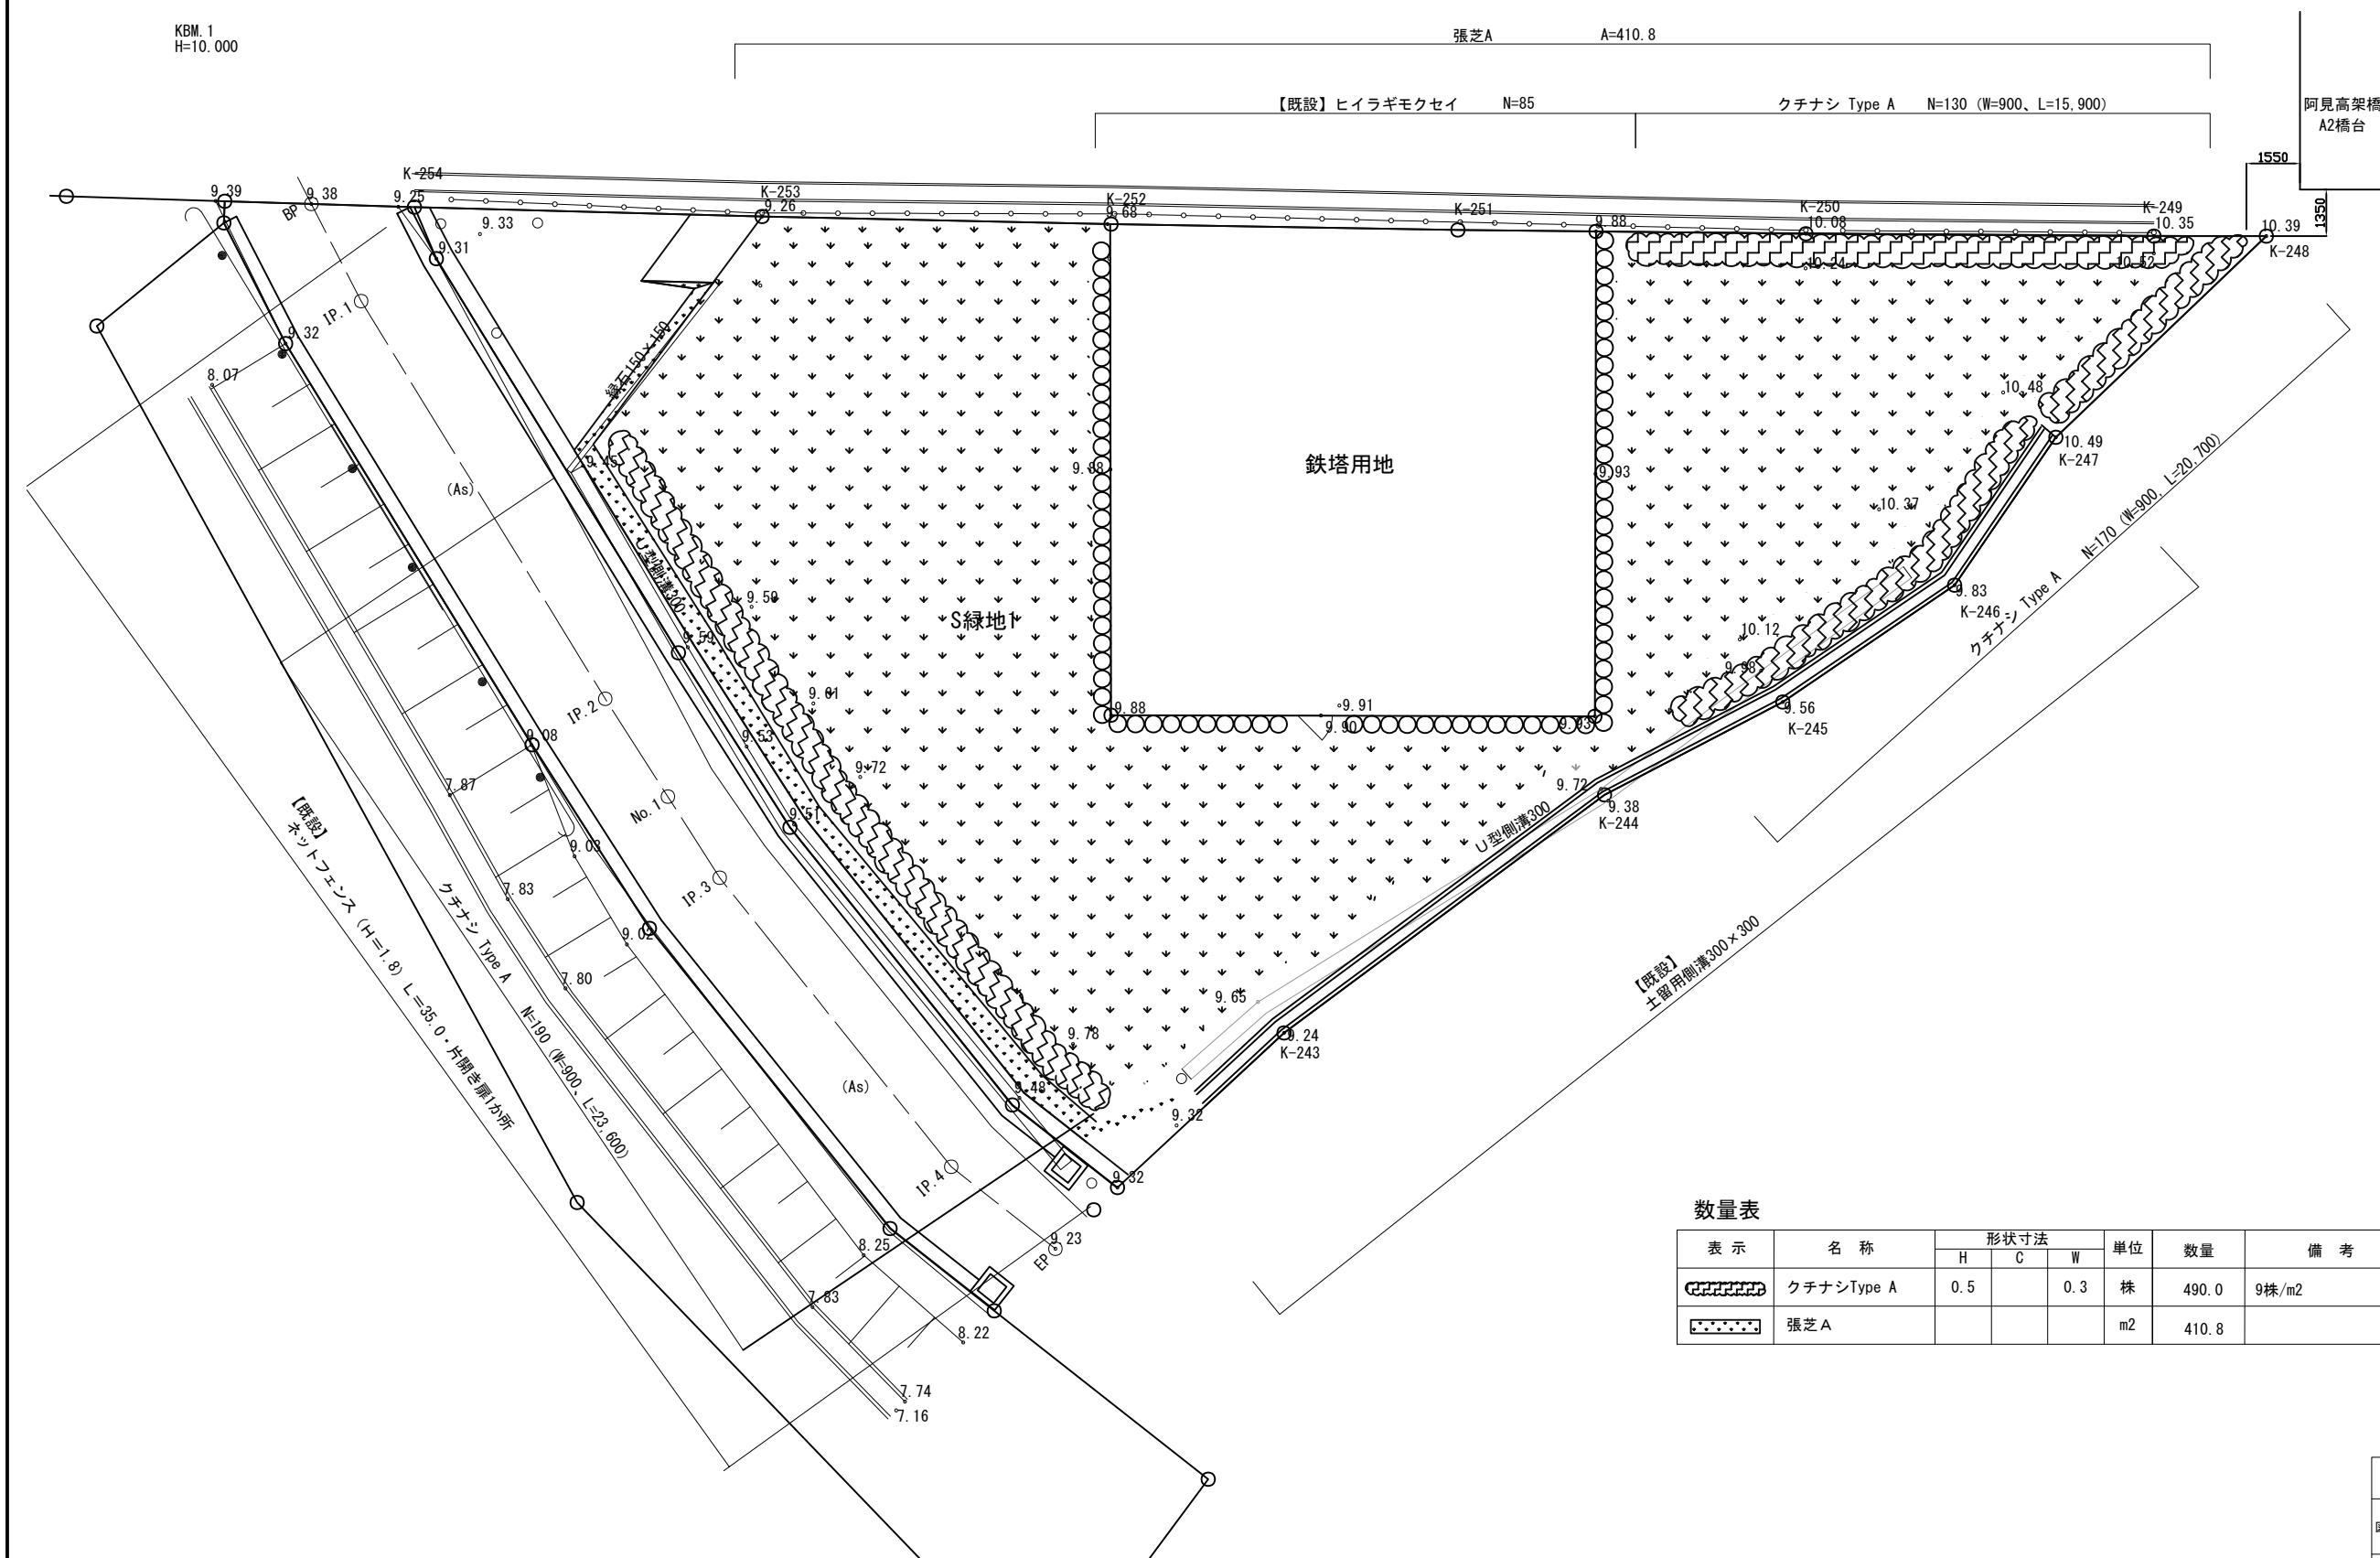 KBM.1
H=10.000
張芝A A=410.8
【既設】ヒイラギモクセイ N=85
クチナシ Type A N=130 (W=900、L=15,900)
阿見高架橋
A2橋台
1550
1350
K-254
K-253
K-252
K-251
K-250
K-249
K-248
9.39
BP
9.38
9.25
9.33
9.26
9.68
9.88
10.08
10.35
10.39
9.31
10.24
10.52
IP.1
9.32
8.07
縁石150×150
10.48
10.49
K-247
9.45
9.88
鉄塔用地
9.93
(As)
10.37
クチナシ Type A N=170 (W=900、L=20,700)
U型側溝300
9.59
S緑地1
9.59
10.12
9.83
K-246
9.98
9.61
IP.2
9.88
9.91
9.90
9.93
9.56
K-245
9.08
9.53
9.72
7.87
9.72
9.38
K-244
No.1
9.51
U型側溝300
【既設】
ネットフェンス (H=1.8) L=35.0・片開き扉1か所
9.03
7.83
IP.3
クチナシ Type A N=190 (W=900、L=23,600)
9.02
7.80
9.65
【既設】
土留用側溝300×300
9.78
9.24
K-243
(As)
9.48
9.32
IP.4
9.32
9.23
EP
8.25
7.83
8.22
7.74
7.16
数量表
表 示 名 称 形状寸法 単位 数量 備 考
H C W
クチナシType A 0.5 0.3 株 490.0 9株/m2
張芝A m2 410.8